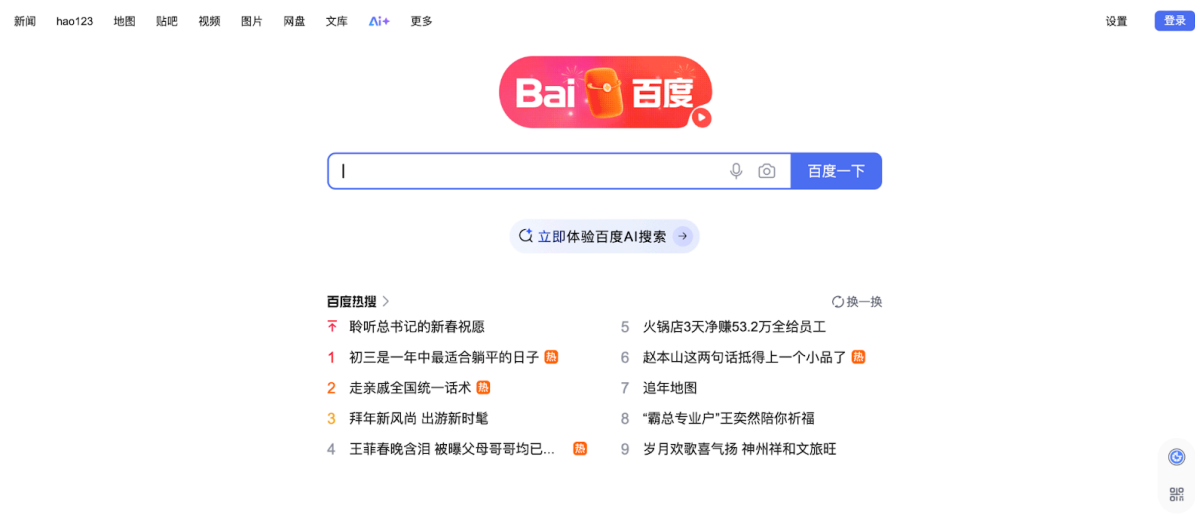 新闻 hao123 地图 贴吧 视频 图片 网盘 文库 Ai+ 更多 设置 登录
Bai 百度
百度一下
立即体验百度AI搜索
百度热搜 换一换
聆听总书记的新春祝愿
1 初三是一年中最适合躺平的日子 热
2 走亲戚全国统一话术 热
3 拜年新风尚 出游新时髦
4 王菲春晚含泪 被曝父母哥哥均已... 热
5 火锅店3天净赚53.2万全给员工
6 赵本山这两句话抵得上一个小品了 热
7 追年地图
8 “霸总专业户”王奕然陪你祈福
9 岁月欢歌喜气扬 神州祥和文旅旺